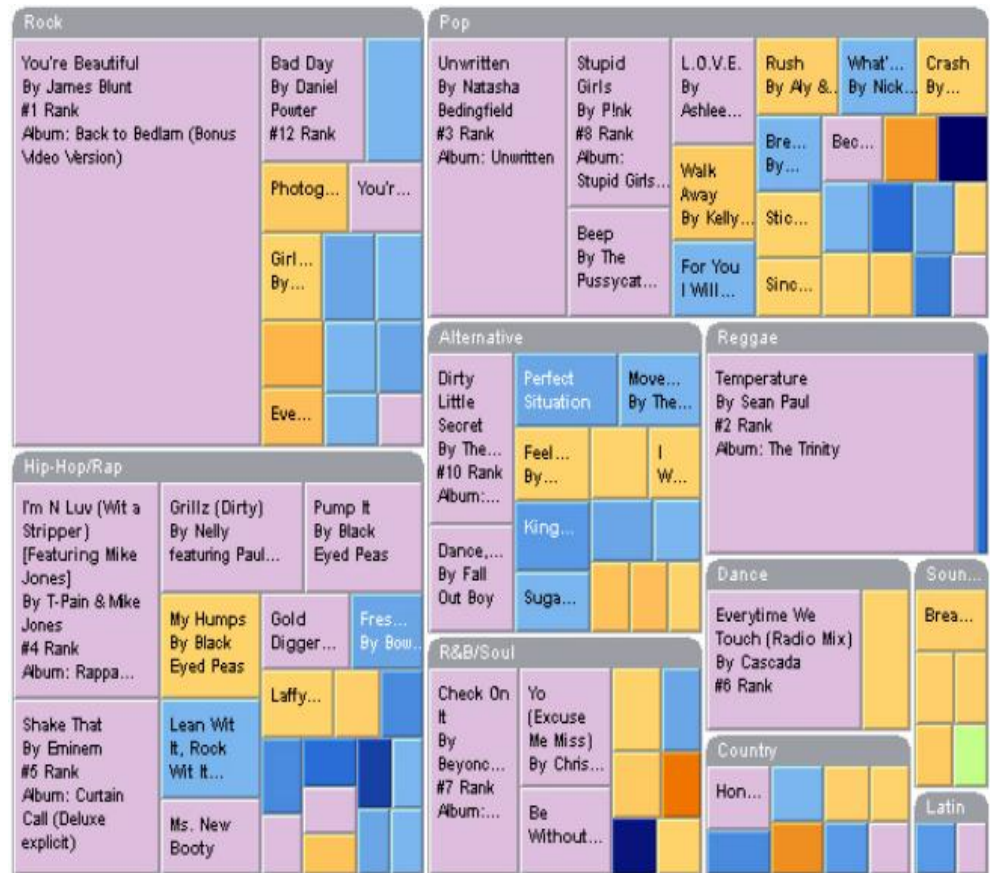 Rock
You're Beautiful
By James Blunt
#1 Rank
Album: Back to Bedlam (Bonus
Video Version)
Bad Day
By Daniel
Powter
#12 Rank
Photog...
You'r...
Girl...
By...
Eve...
Pop
Unwritten
By Natasha
Bedingfield
#3 Rank
Album: Unwritten
Stupid
Girls
By P!nk
#8 Rank
Album:
Stupid Girls...
Beep
By The
Pussycat...
L.O.V.E.
By
Ashlee...
Walk
Away
By Kelly...
For You
I Will...
Rush
By Aly &..
What'...
By Nick...
Crash
By...
Bre...
By...
Bec...
Stic...
Sinc...
Alternative
Dirty
Little
Secret
By The...
#10 Rank
Album:...
Dance,...
By Fall
Out Boy
Perfect
Situation
Move...
By The...
Feel...
By...
I
W...
King...
Suga...
Reggae
Temperature
By Sean Paul
#2 Rank
Album: The Trinity
Hip-Hop/Rap
I'm N Luv (Wit a
Stripper)
[Featuring Mike
Jones]
By T-Pain & Mike
Jones
#4 Rank
Album: Rappa...
Shake That
By Eminem
#5 Rank
Album: Curtain
Call (Deluxe
explicit)
Grillz (Dirty)
By Nelly
featuring Paul...
Pump It
By Black
Eyed Peas
My Humps
By Black
Eyed Peas
Gold
Digger...
Fres...
By Bow..
Laffy...
Lean Wit
It, Rock
Wit It...
Ms. New
Booty
R&B/Soul
Check On
It
By
Beyonc...
#7 Rank
Album:...
Yo
(Excuse
Me Miss)
By Chris...
Be
Without...
Dance
Everytime We
Touch (Radio Mix)
By Cascada
#6 Rank
Soun...
Brea...
Country
Hon...
Latin